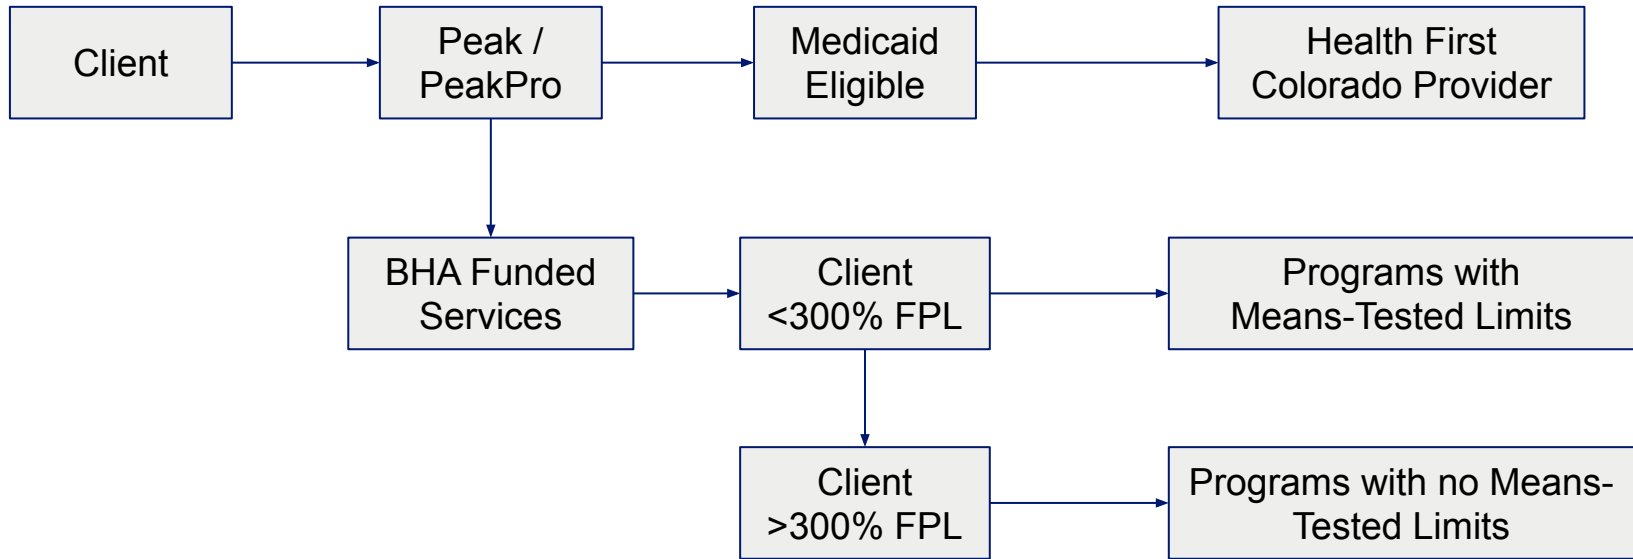 Client
Peak /
PeakPro
Medicaid
Eligible
Health First
Colorado Provider
BHA Funded
Services
Client
<300% FPL
Programs with
Means-Tested Limits
Client
>300% FPL
Programs with no Means-
Tested Limits